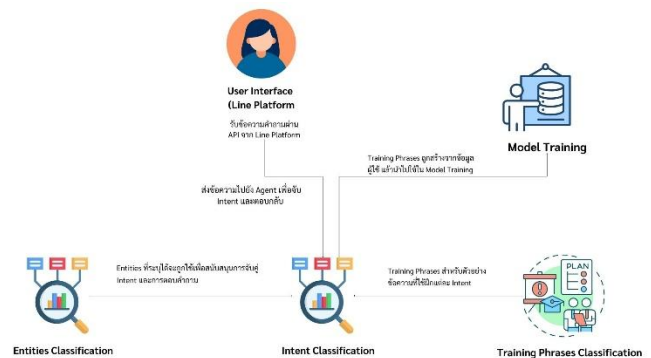 User Interface
(Line Platform
รับข้อความคำถามผ่าน
API จาก Line Platform
Model Training
Training Phrases ถูกสร้างจากข้อมูล
ผู้ใช้ แล้วนำไปใช้ใน Model Training
ส่งข้อความไปยัง Agent เพื่อจับ
Intent และตอบกลับ
Entities ที่ระบุได้จะถูกใช้เพื่อสนับสนุนการจับคู่
Intent และการตอบคำถาม
Training Phrases สำหรับตัวอย่าง
ข้อความที่ใช้ฝึกแต่ละ Intent
PLAN
Entities Classification
Intent Classification
Training Phrases Classification